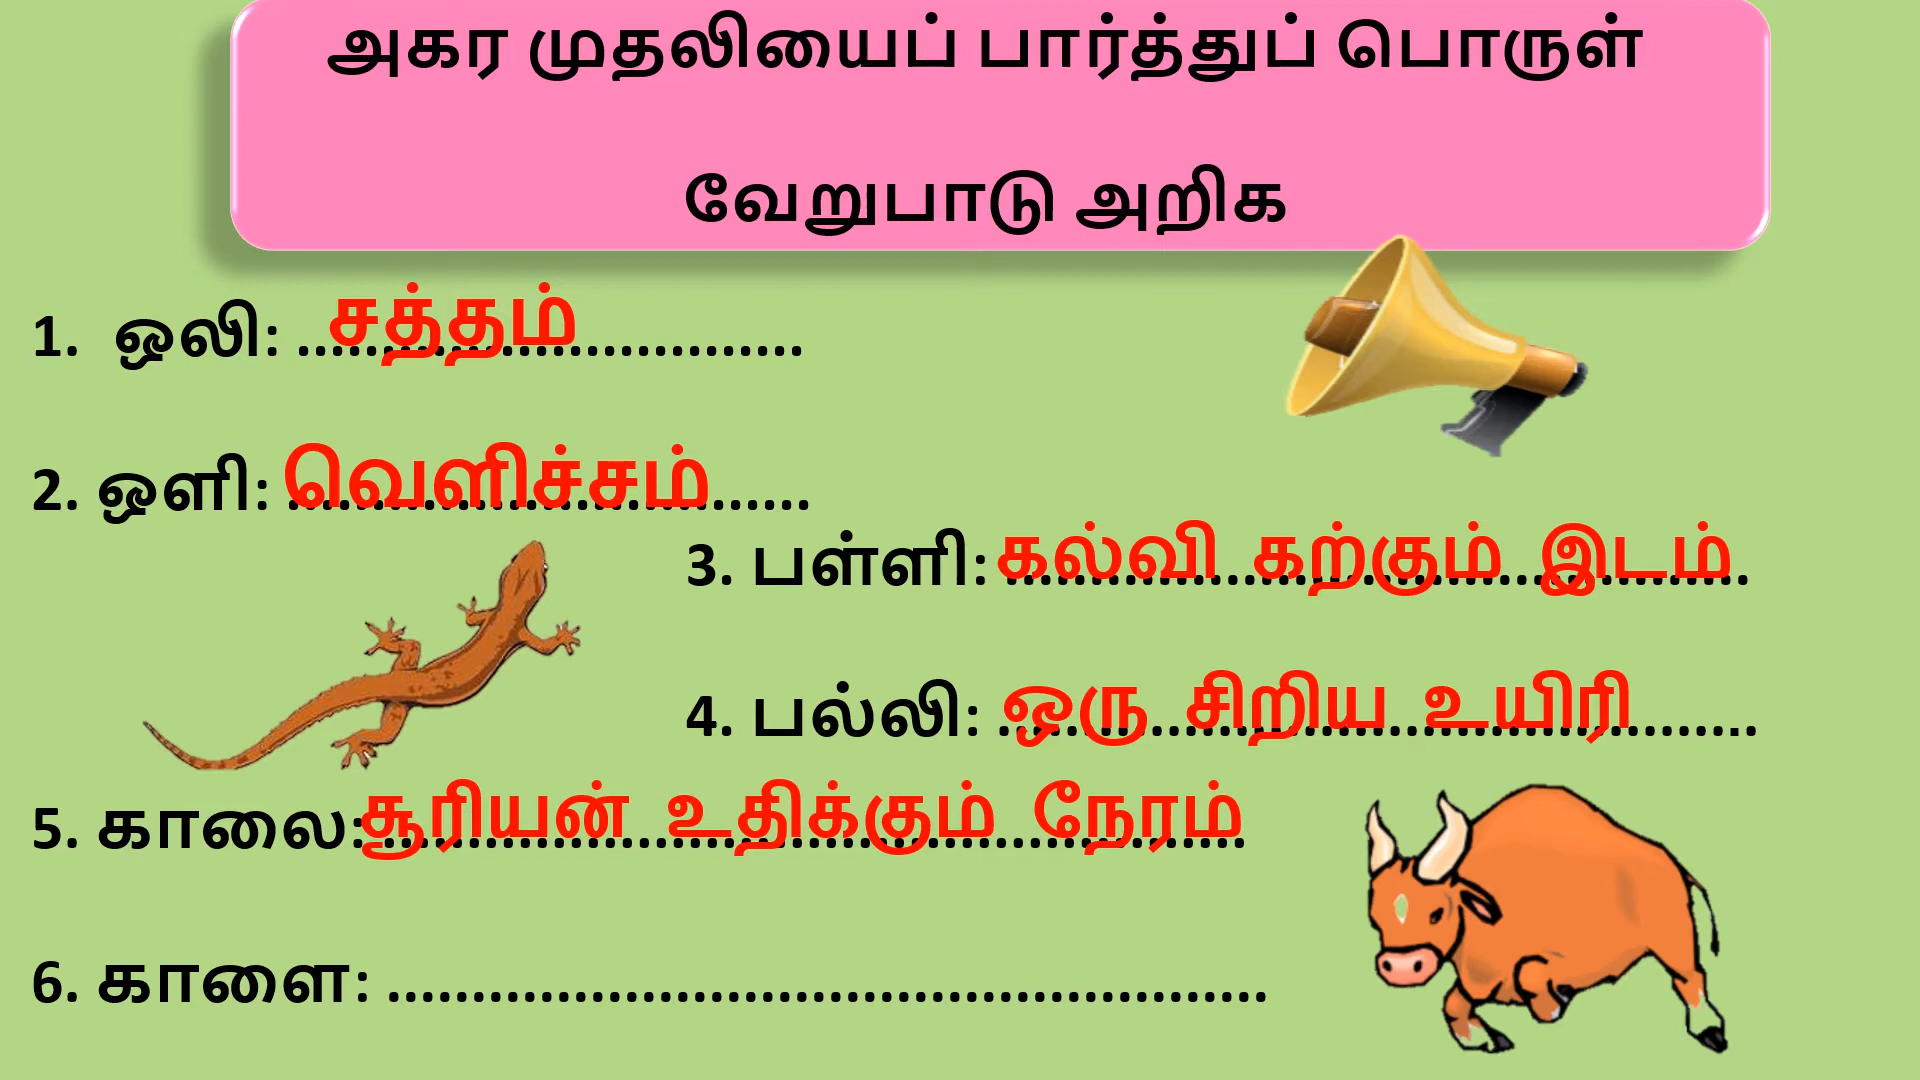 அகர முதலியைப் பார்த்துப் பொருள்
வேறுபாடு அறிக
1. ஒலி: சத்தம் ..............................
2. ஒளி: வெளிச்சம் ..............................
3. பள்ளி: கல்வி கற்கும் இடம் ..............................
4. பல்லி: ஒரு சிறிய உயிரி ..............................
5. காலை: சூரியன் உதிக்கும் நேரம் ..............................
6. காளை: ....................................................